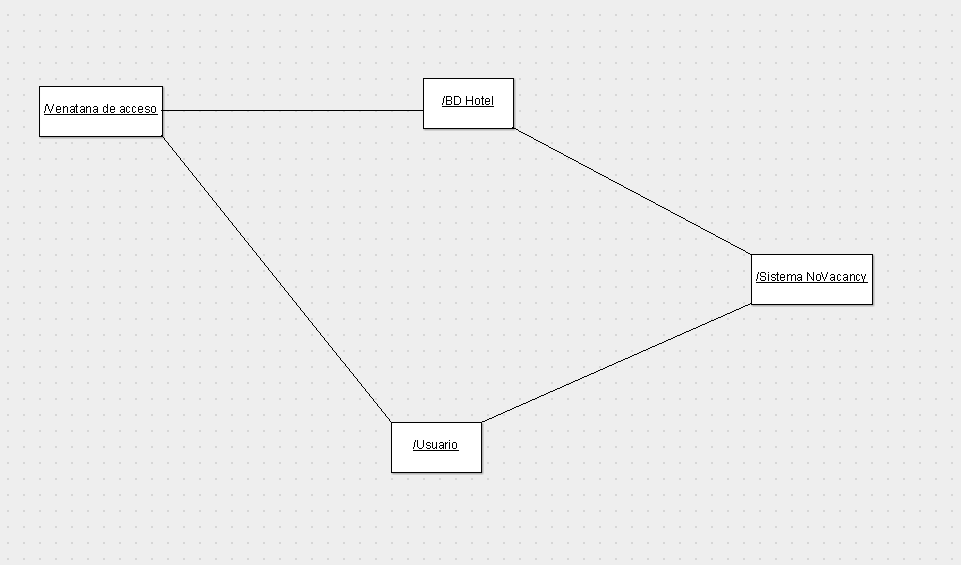 /Venatana de acceso
/BD Hotel
/Sistema NoVacancy
/Usuario